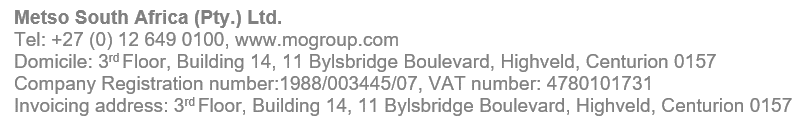 Metso South Africa (Pty.) Ltd.
Tel: +27 (0) 12 649 0100, www.mogroup.com
Domicile: 3rd Floor, Building 14, 11 Bylsbridge Boulevard, Highveld, Centurion 0157
Company Registration number:1988/003445/07, VAT number: 4780101731
Invoicing address: 3rd Floor, Building 14, 11 Bylsbridge Boulevard, Highveld, Centurion 0157